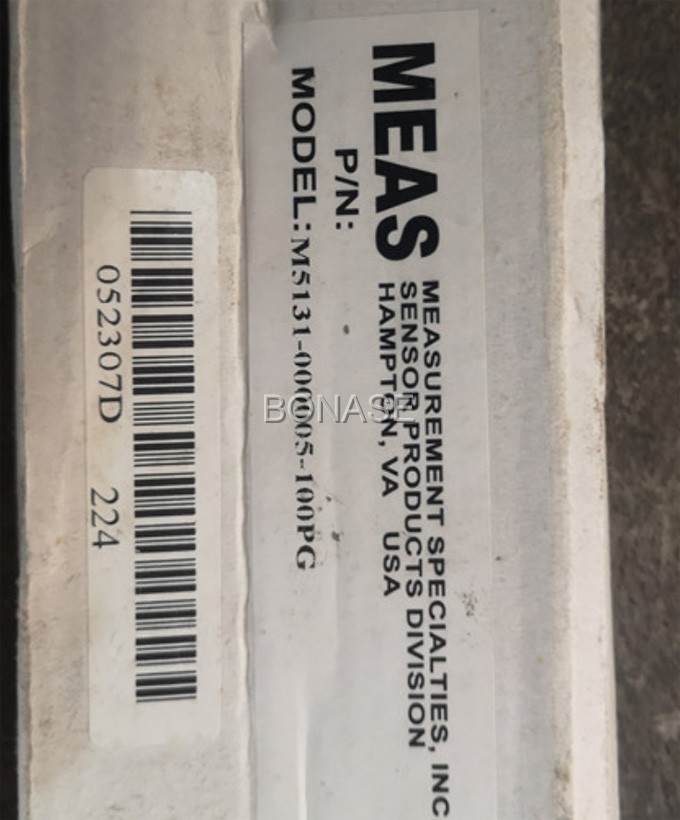 MEAS
MEASUREMENT SPECIALTIES, INC
SENSOR PRODUCTS DIVISION
HAMPTON, VA USA
P/N:
MODEL:M5131-000005-100PG
052307D 224
BONASE